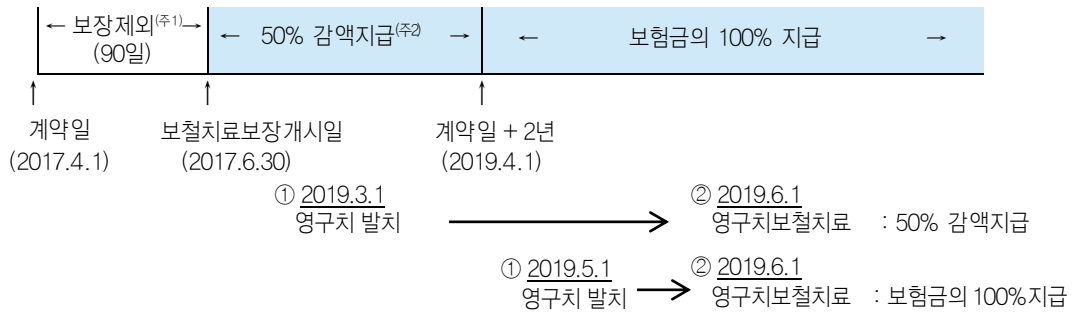 ← 보장제외(주1)→
(90일)
← 50% 감액지급(주2) →
← 보험금의 100% 지급 →
↑ ↑ ↑
계약일 보철치료보장개시일 계약일 + 2년
(2017.4.1) (2017.6.30) (2019.4.1)
① 2019.3.1 ② 2019.6.1
영구치 발치 영구치보철치료 : 50% 감액지급
① 2019.5.1 ② 2019.6.1
영구치 발치 영구치보철치료 : 보험금의 100%지급